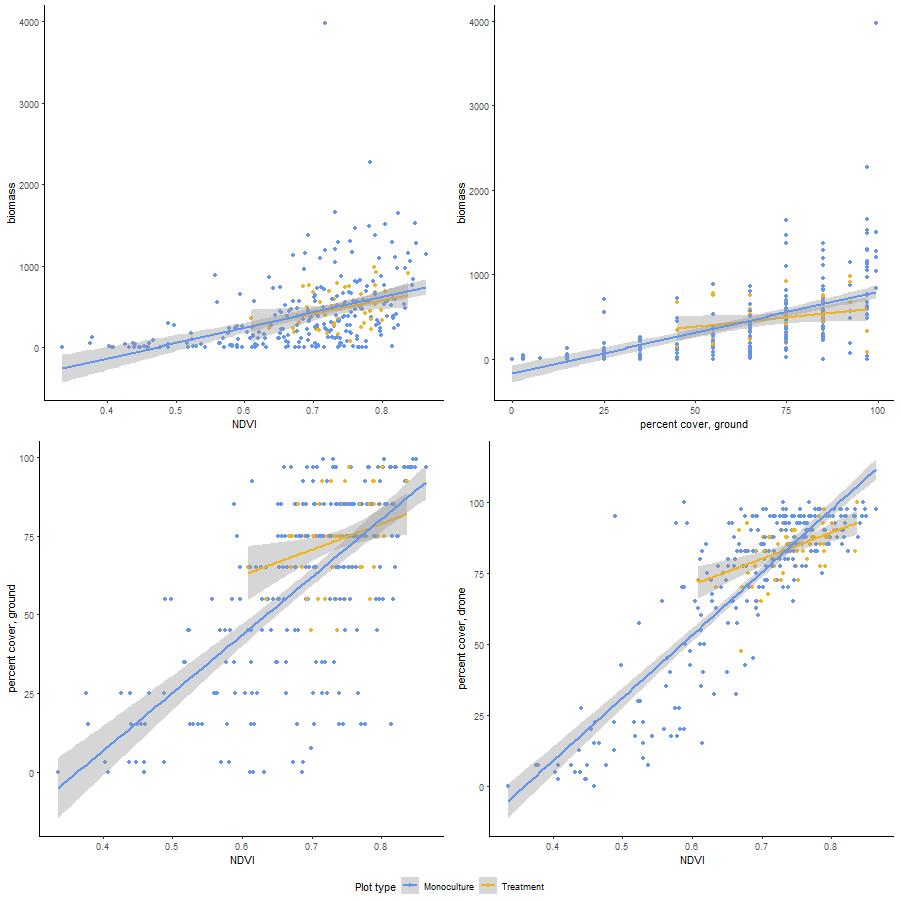 4000
3000
2000
1000
0
biomass
0.4 0.5 0.6 0.7 0.8
NDVI
4000
3000
2000
1000
0
biomass
0 25 50 75 100
percent cover, ground
100
75
50
25
0
percent cover, ground
0.4 0.5 0.6 0.7 0.8
NDVI
100
75
50
25
0
percent cover, drone
0.4 0.5 0.6 0.7 0.8
NDVI
Plot type Monoculture Treatment